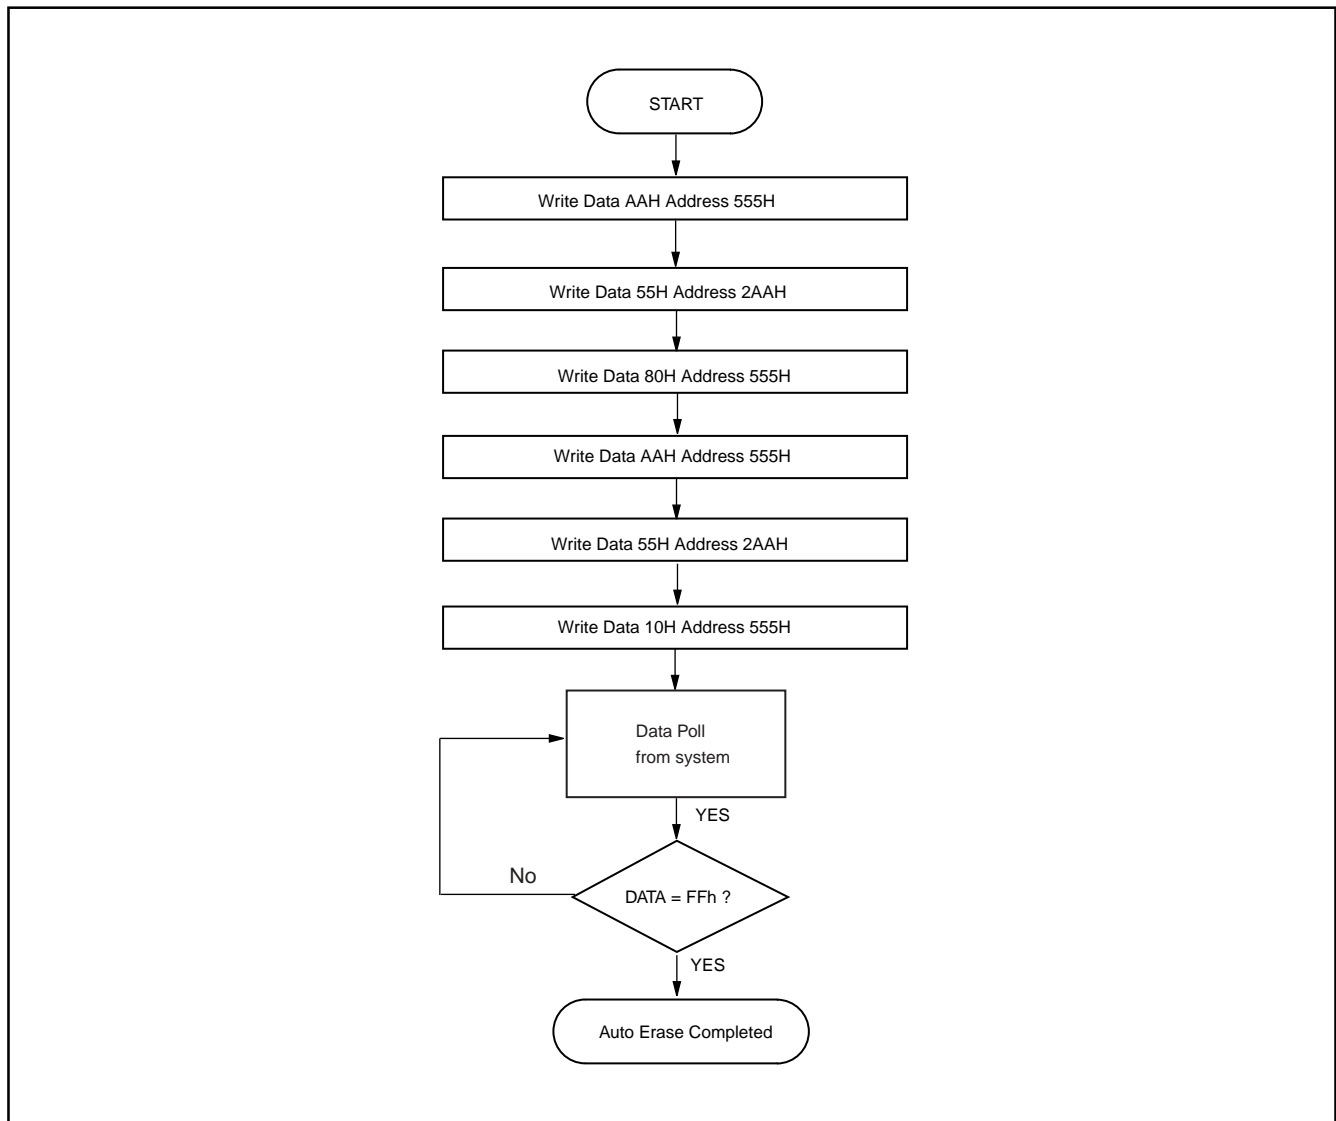 START
Write Data AAH Address 555H
Write Data 55H Address 2AAH
Write Data 80H Address 555H
Write Data AAH Address 555H
Write Data 55H Address 2AAH
Write Data 10H Address 555H
Data Poll
from system
YES
No
DATA = FFh ?
YES
Auto Erase Completed